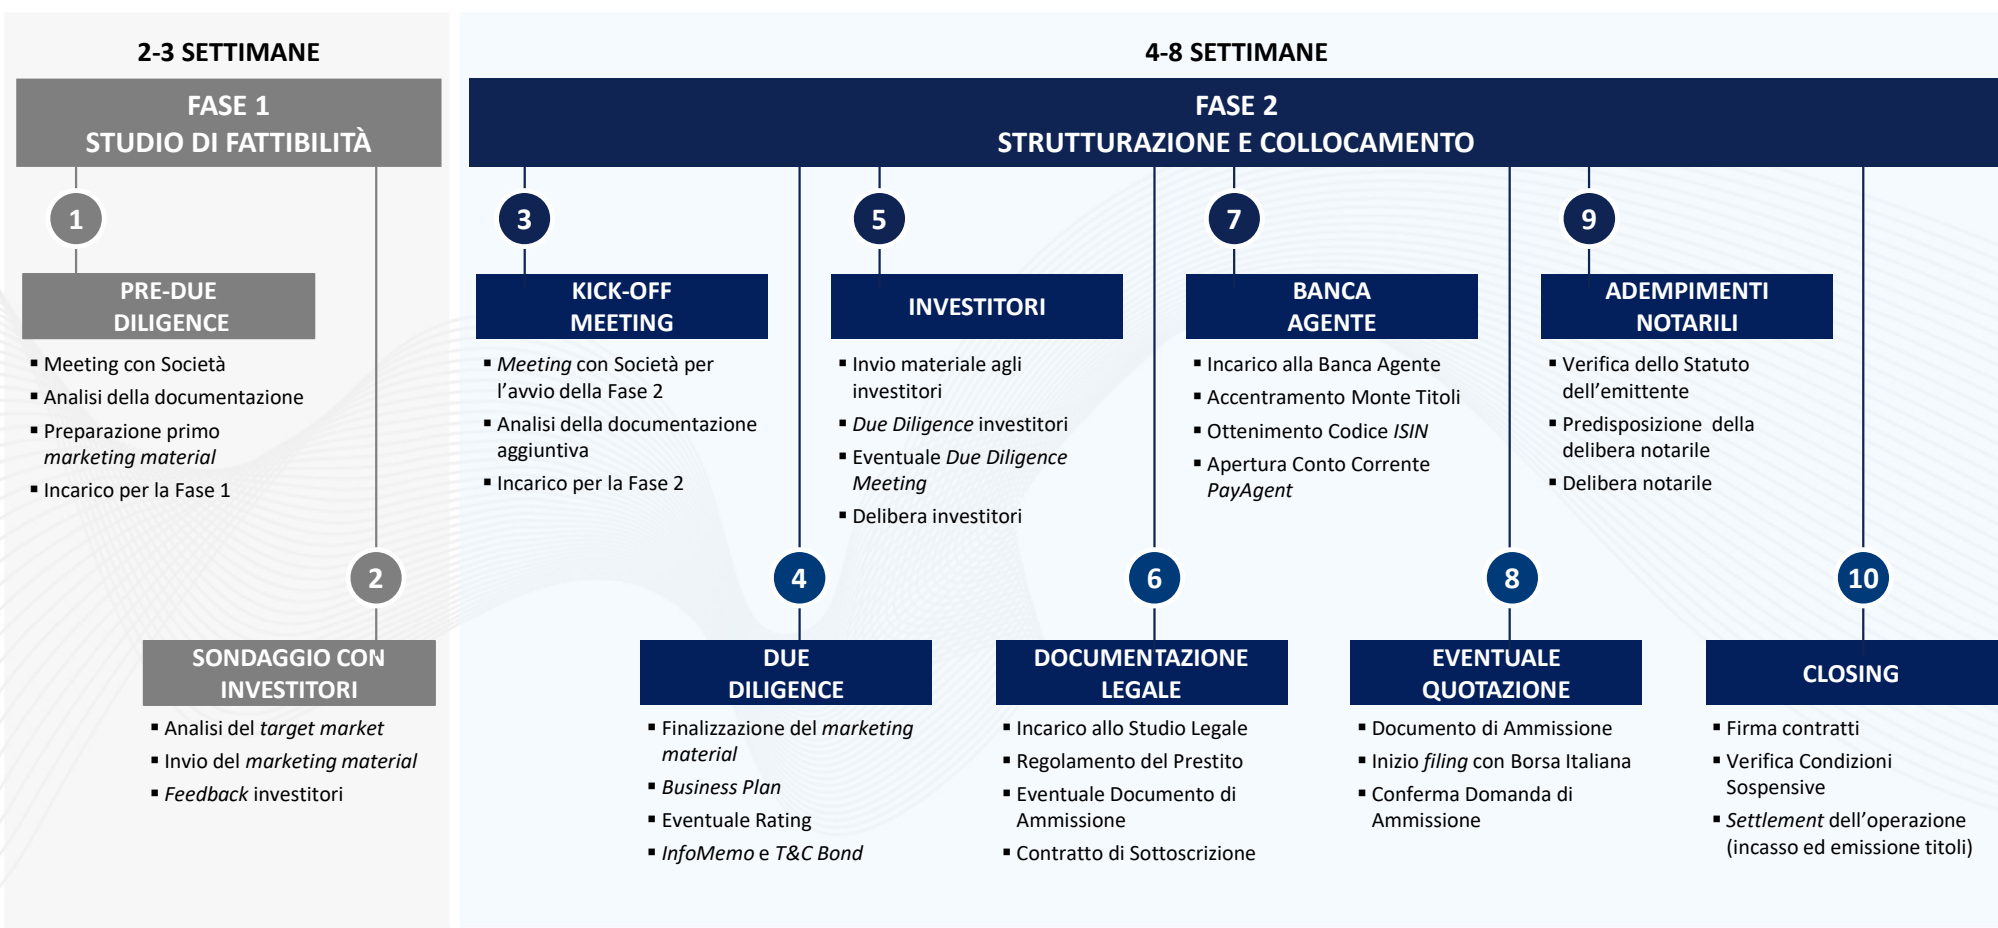 2-3 SETTIMANE
FASE 1
STUDIO DI FATTIBILITÀ
1
PRE-DUE
DILIGENCE
▪ Meeting con Società
▪ Analisi della documentazione
▪ Preparazione primo
marketing material
▪ Incarico per la Fase 1
2
SONDAGGIO CON
INVESTITORI
▪ Analisi del target market
▪ Invio del marketing material
▪ Feedback investitori
4-8 SETTIMANE
FASE 2
STRUTTURAZIONE E COLLOCAMENTO
3
KICK-OFF
MEETING
▪ Meeting con Società per
l’avvio della Fase 2
▪ Analisi della documentazione
aggiuntiva
▪ Incarico per la Fase 2
4
DUE
DILIGENCE
▪ Finalizzazione del marketing
material
▪ Business Plan
▪ Eventuale Rating
▪ InfoMemo e T&C Bond
5
INVESTITORI
▪ Invio materiale agli
investitori
▪ Due Diligence investitori
▪ Eventuale Due Diligence
Meeting
▪ Delibera investitori
6
DOCUMENTAZIONE
LEGALE
▪ Incarico allo Studio Legale
▪ Regolamento del Prestito
▪ Eventuale Documento di
Ammissione
▪ Contratto di Sottoscrizione
7
BANCA
AGENTE
▪ Incarico alla Banca Agente
▪ Accentramento Monte Titoli
▪ Ottenimento Codice ISIN
▪ Apertura Conto Corrente
PayAgent
8
EVENTUALE
QUOTAZIONE
▪ Documento di Ammissione
▪ Inizio filing con Borsa Italiana
▪ Conferma Domanda di
Ammissione
9
ADEMPIMENTI
NOTARILI
▪ Verifica dello Statuto
dell’emittente
▪ Predisposizione della
delibera notarile
▪ Delibera notarile
10
CLOSING
▪ Firma contratti
▪ Verifica Condizioni
Sospensive
▪ Settlement dell’operazione
(incasso ed emissione titoli)